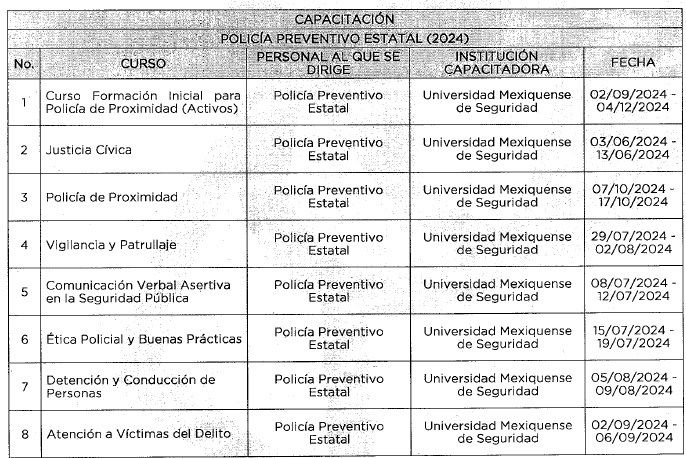 CAPACITACIÓN
POLICÍA PREVENTIVO ESTATAL (2024)
No. CURSO PERSONAL AL QUE SE DIRIGE INSTITUCIÓN CAPACITADORA FECHA
1 Curso Formación Inicial para Policía de Proximidad (Activos) Policía Preventivo Estatal Universidad Mexiquense de Seguridad 02/09/2024 - 04/12/2024
2 Justicia Cívica Policía Preventivo Estatal Universidad Mexiquense de Seguridad 03/06/2024 - 13/06/2024
3 Policía de Proximidad Policía Preventivo Estatal Universidad Mexiquense de Seguridad 07/10/2024 - 17/10/2024
4 Vigilancia y Patrullaje Policía Preventivo Estatal Universidad Mexiquense de Seguridad 29/07/2024 - 02/08/2024
5 Comunicación Verbal Asertiva en la Seguridad Pública Policía Preventivo Estatal Universidad Mexiquense de Seguridad 08/07/2024 - 12/07/2024
6 Ética Policial y Buenas Prácticas Policía Preventivo Estatal Universidad Mexiquense de Seguridad 15/07/2024 - 19/07/2024
7 Detención y Conducción de Personas Policía Preventivo Estatal Universidad Mexiquense de Seguridad 05/08/2024 - 09/08/2024
8 Atención a Víctimas del Delito Policía Preventivo Estatal Universidad Mexiquense de Seguridad 02/09/2024 - 06/09/2024